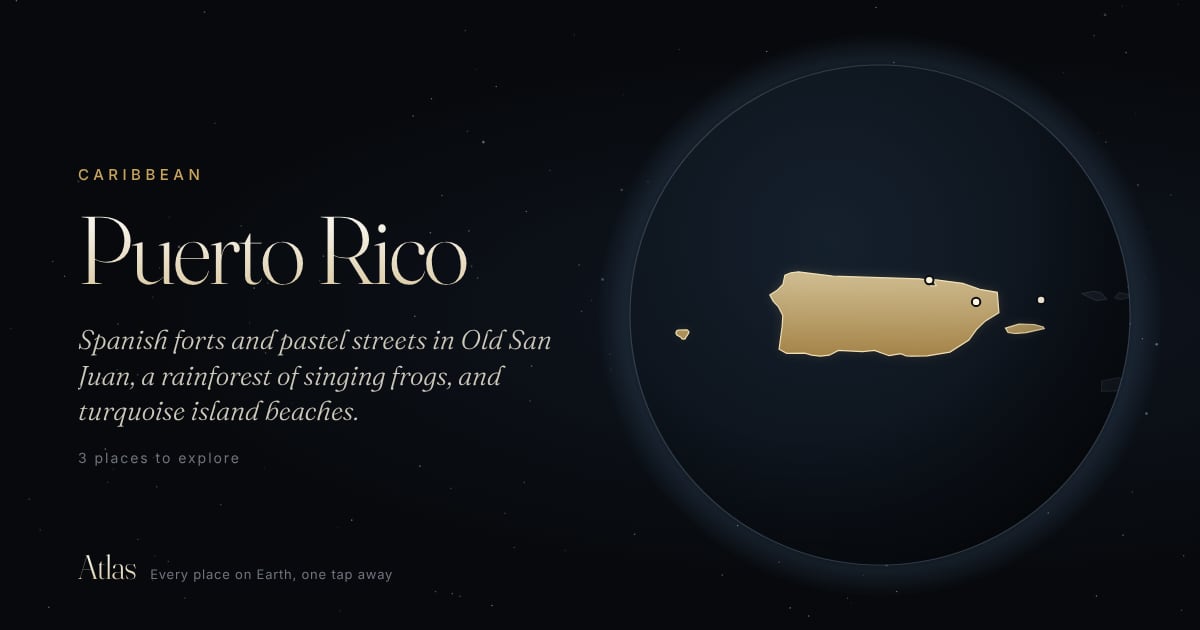 CARIBBEAN
Puerto Rico
Spanish forts and pastel streets in Old San
Juan, a rainforest of singing frogs, and
turquoise island beaches.
3 places to explore
Atlas Every place on Earth, one tap away